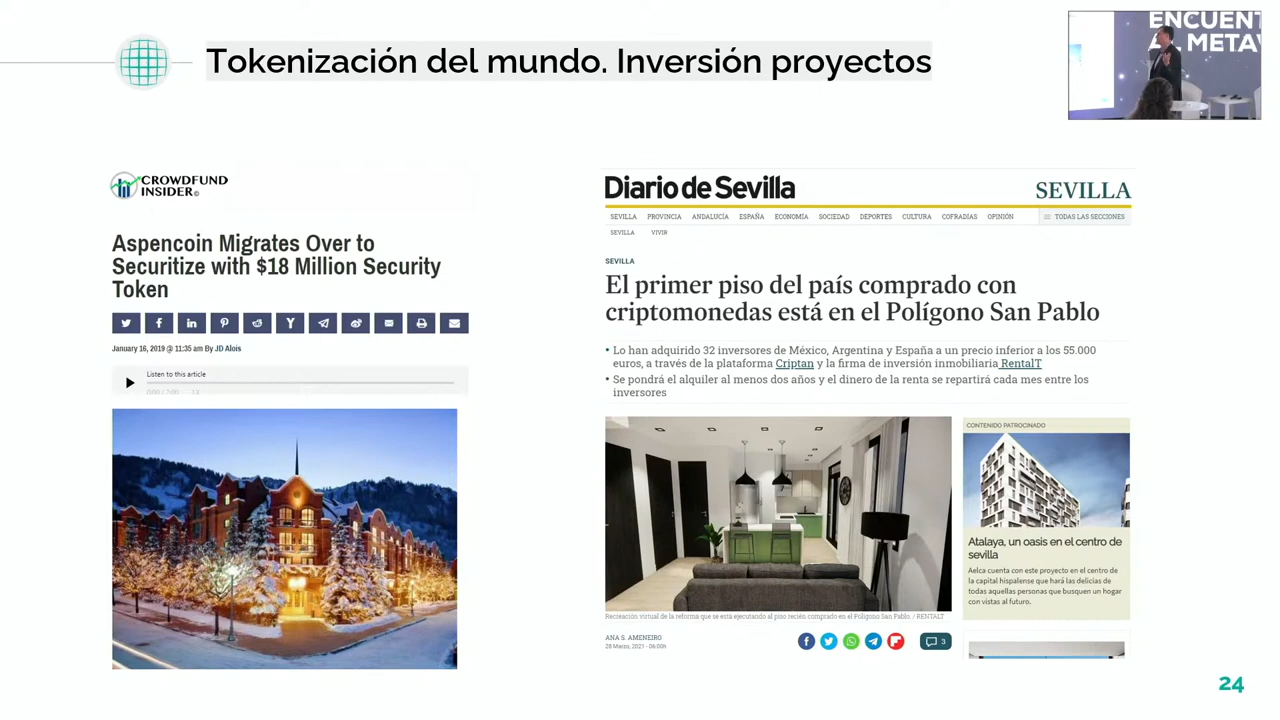 Tokenización del mundo. Inversión proyectos
ENCUENT
AL METAV
CROWDFUND
INSIDER
Aspencoin Migrates Over to
Securitize with $18 Million Security
Token
January 16, 2019 @ 11:35 am By JD Alois
Listen to this article
0:00 / 7:00 1X
Diario de Sevilla
SEVILLA
SEVILLA PROVINCIA ANDALUCÍA ESPAÑA ECONOMÍA SOCIEDAD DEPORTES CULTURA COFRADÍAS OPINIÓN TODAS LAS SECCIONES
SEVILLA VIVIR
SEVILLA
El primer piso del país comprado con
criptomonedas está en el Polígono San Pablo
• Lo han adquirido 32 inversores de México, Argentina y España a un precio inferior a los 55.000
euros, a través de la plataforma Criptan y la firma de inversión inmobiliaria RentalT
• Se pondrá el alquiler al menos dos años y el dinero de la renta se repartirá cada mes entre los
inversores
CONTENIDO PATROCINADO
Atalaya, un oasis en el centro de
sevilla
Aelca cuenta con este proyecto en el centro de
la capital hispalense que hará las delicias de
todas aquellas personas que busquen un hogar
con vistas al futuro.
Recreación virtual de la reforma que se está ejecutando al piso recién comprado en el Polígono San Pablo. / RENTALT
ANA S. AMENEIRO
28 Marzo, 2021 - 06:00h
3
24